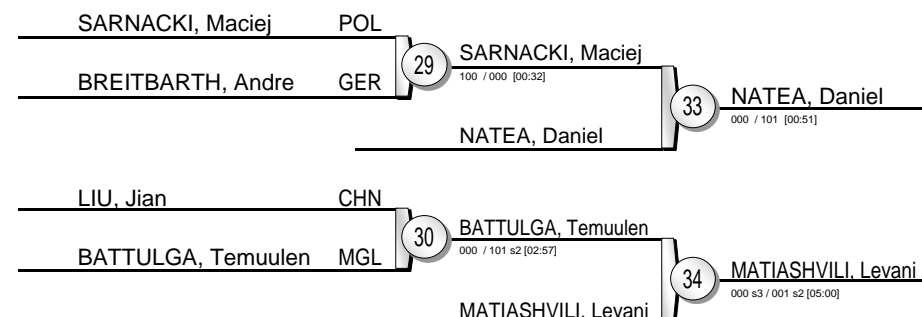 SARNACKI, Maciej POL
BREITBARTH, Andre GER
29
SARNACKI, Maciej
100 / 000 [00:32]
NATEA, Daniel
33
NATEA, Daniel
000 / 101 [00:51]
LIU, Jian CHN
BATTULGA, Temuulen MGL
30
BATTULGA, Temuulen
000 / 101 s2 [02:57]
MATIASHVILI, Levani
34
MATIASHVILI, Levani
000 s3 / 001 s2 [05:00]